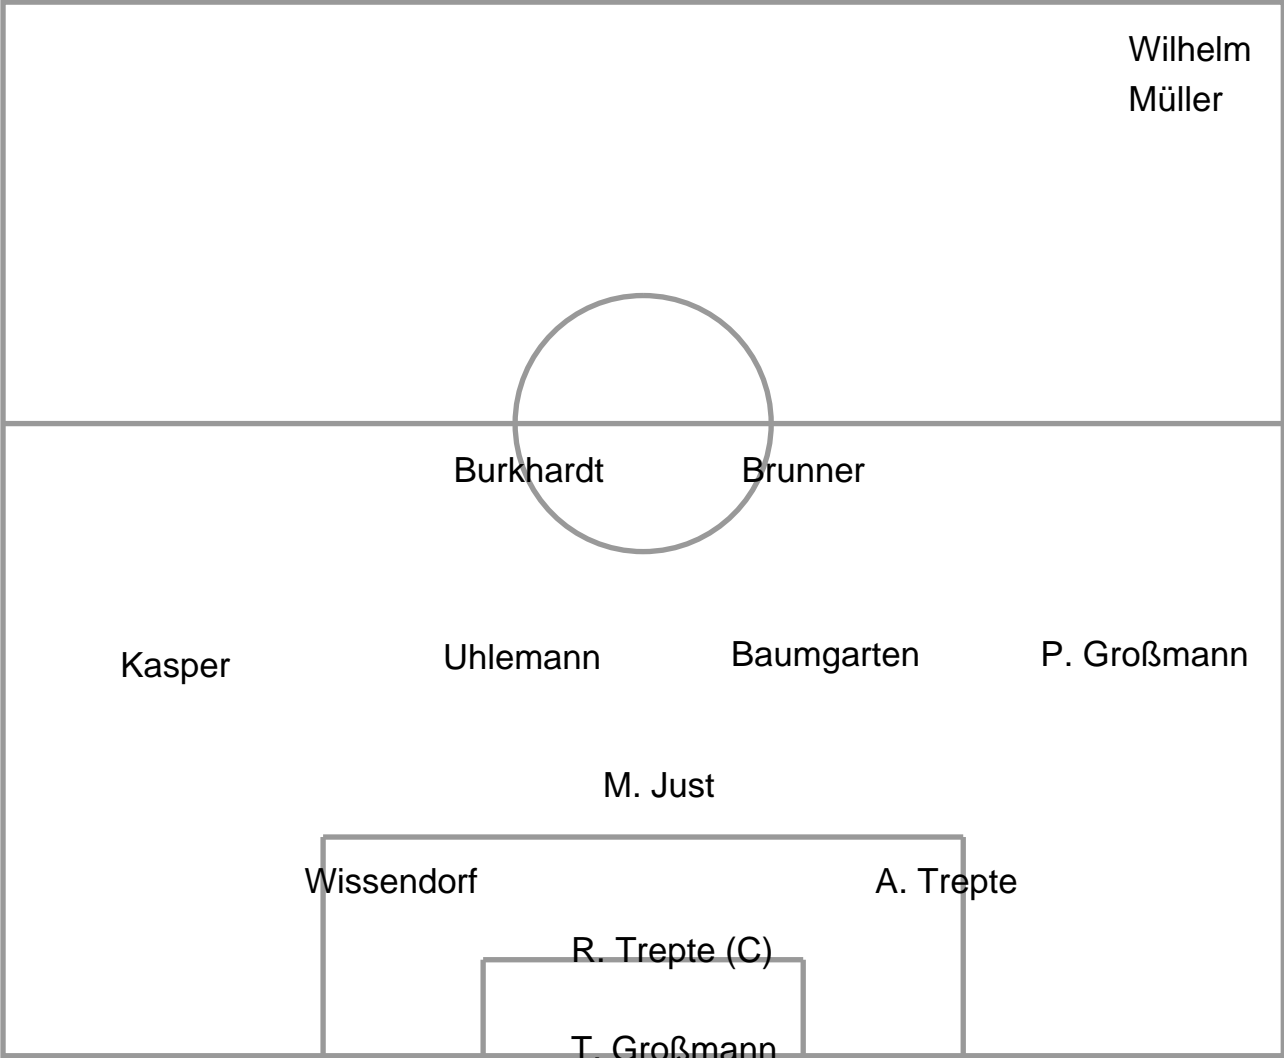 Wilhelm
Müller
Burkhardt Brunner
Kasper Uhlemann Baumgarten P. Großmann
M. Just
Wissendorf A. Trepte
R. Trepte (C)
T. Großmann